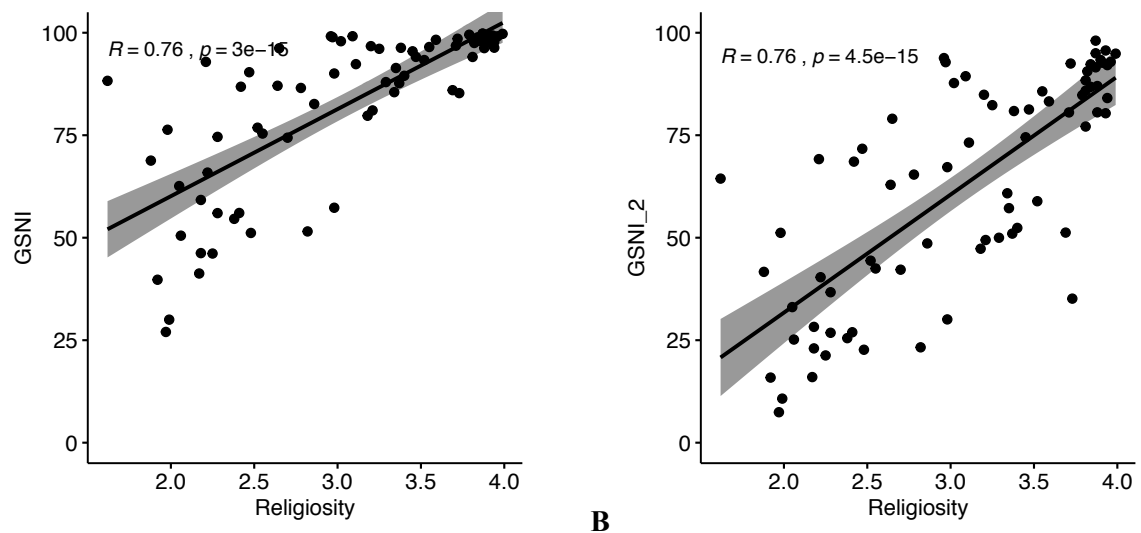 R = 0.76 , p = 3e−15
100
75
50
25
0
GSNI
2.0 2.5 3.0 3.5 4.0
Religiosity
R = 0.76 , p = 4.5e−15
100
75
50
25
0
GSNI_2
2.0 2.5 3.0 3.5 4.0
Religiosity
B